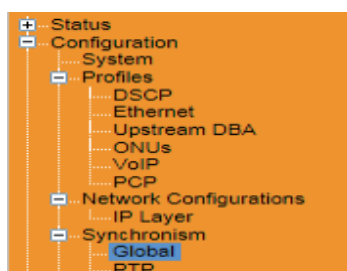 Status
Configuration
System
Profiles
DSCP
Ethernet
Upstream DBA
ONUs
VoIP
PCP
Network Configurations
IP Layer
Synchronism
Global
PTP